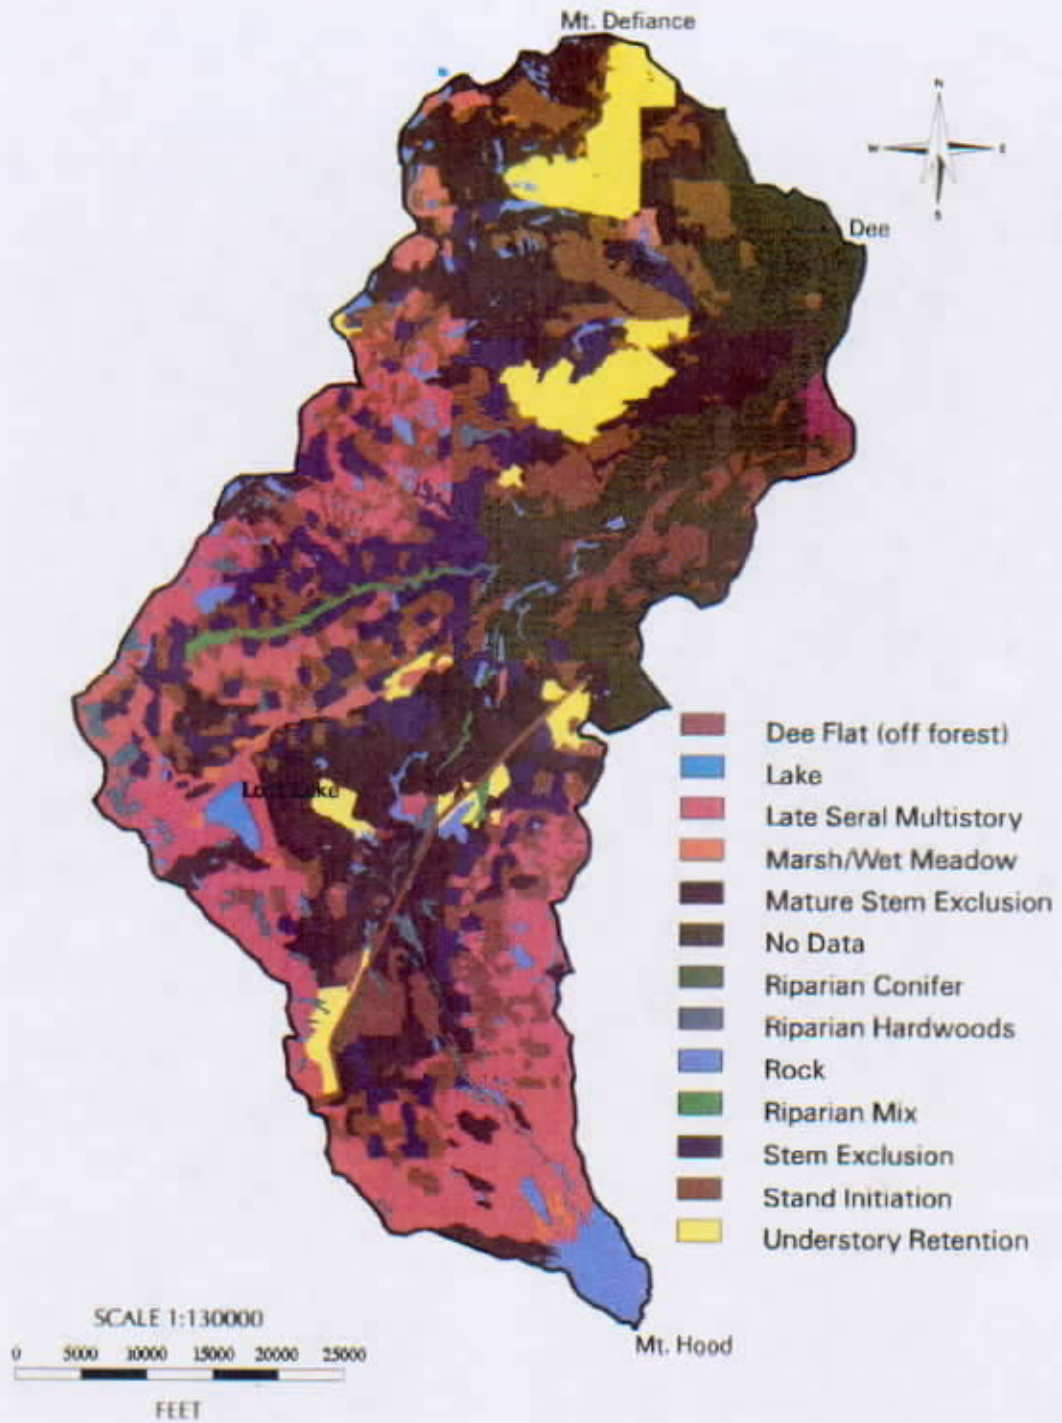 Mt. Defiance
N
W E
S
Dee
Lost Lake
Dee Flat (off forest)
Lake
Late Seral Multistory
Marsh/Wet Meadow
Mature Stem Exclusion
No Data
Riparian Conifer
Riparian Hardwoods
Rock
Riparian Mix
Stem Exclusion
Stand Initiation
Understory Retention
SCALE 1:130000
0 5000 10000 15000 20000 25000
FEET
Mt. Hood